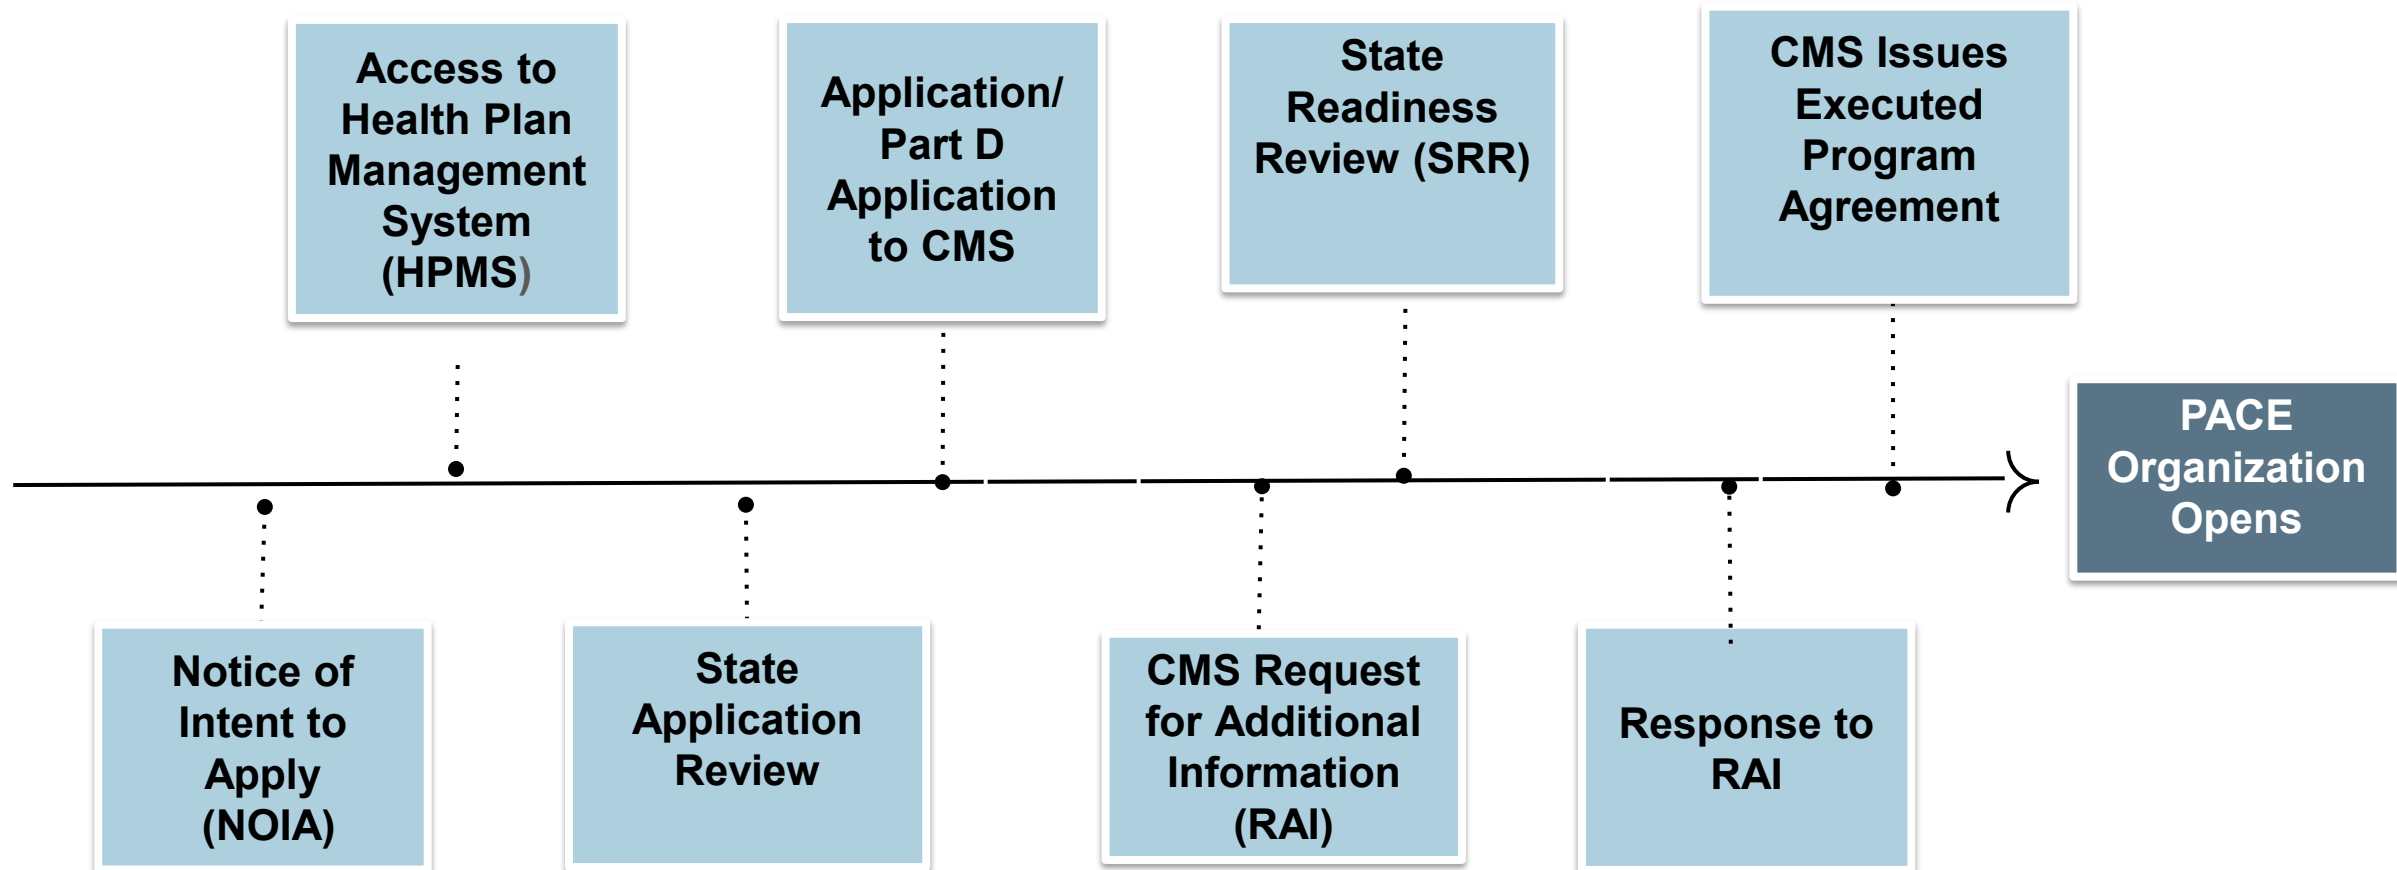 Access to
Health Plan
Management
System
(HPMS)
Application/
Part D
Application
to CMS
State
Readiness
Review (SRR)
CMS Issues
Executed
Program
Agreement
PACE
Organization
Opens
Notice of
Intent to
Apply
(NOIA)
State
Application
Review
CMS Request
for Additional
Information
(RAI)
Response to
RAI